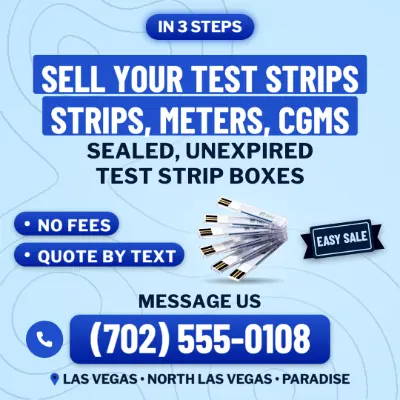 IN 3 STEPS
SELL YOUR TEST STRIPS
STRIPS, METERS, CGMS
SEALED, UNEXPIRED
TEST STRIP BOXES
• NO FEES
• QUOTE BY TEXT
EASY SALE
MESSAGE US
(702) 555-0108
LAS VEGAS • NORTH LAS VEGAS • PARADISE